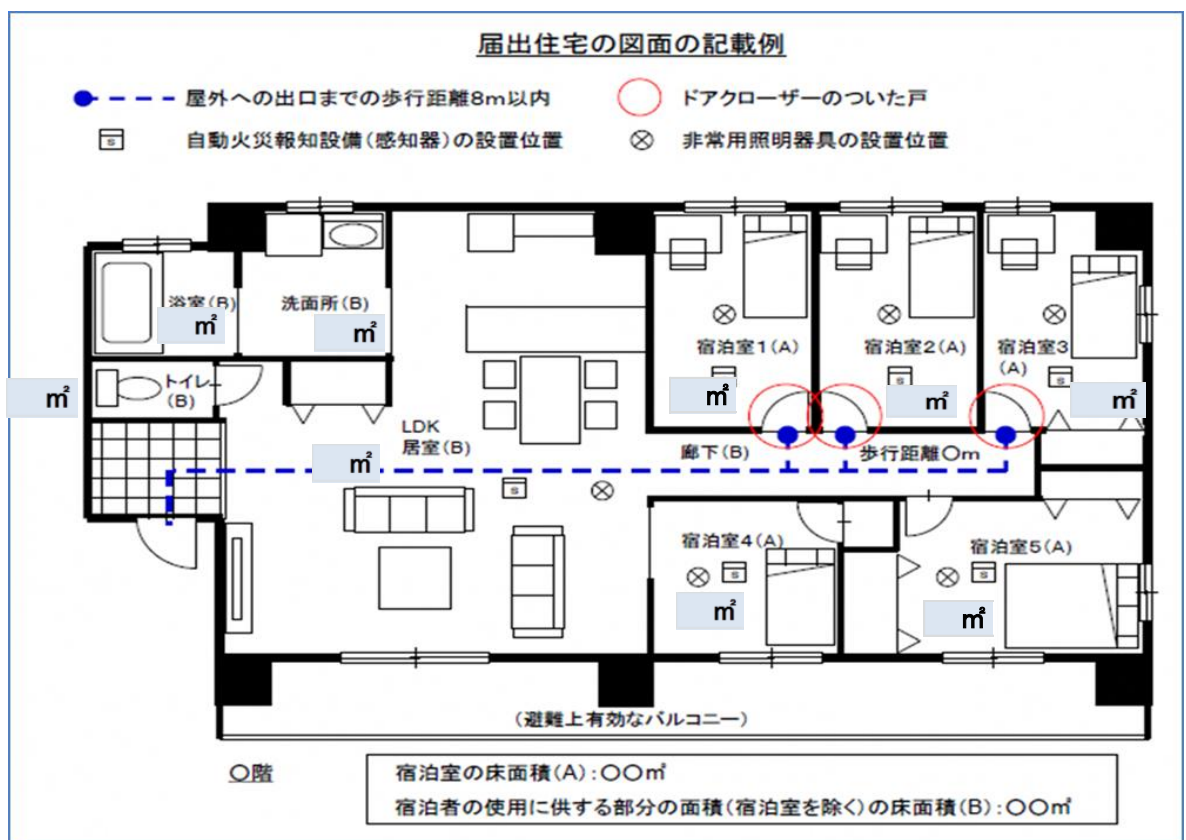 届出住宅の図面の記載例
屋外への出口までの歩行距離8m以内
ドアクローザーのついた戸
S
自動火災報知設備(感知器)の設置位置
非常用照明器具の設置位置
浴室(B)
㎡
洗面所(B)
㎡
宿泊室1(A)
㎡
宿泊室2(A)
S
㎡
宿泊室3
(A)
S
㎡
トイレ
(B)
㎡
LDK
居室(B)
㎡
廊下(B)
歩行距離〇m
S
宿泊室4(A)
S
㎡
宿泊室5(A)
S
㎡
(避難上有効なバルコニー)
〇階
宿泊室の床面積(A):〇〇㎡
宿泊者の使用に供する部分の面積(宿泊室を除く)の床面積(B):〇〇㎡